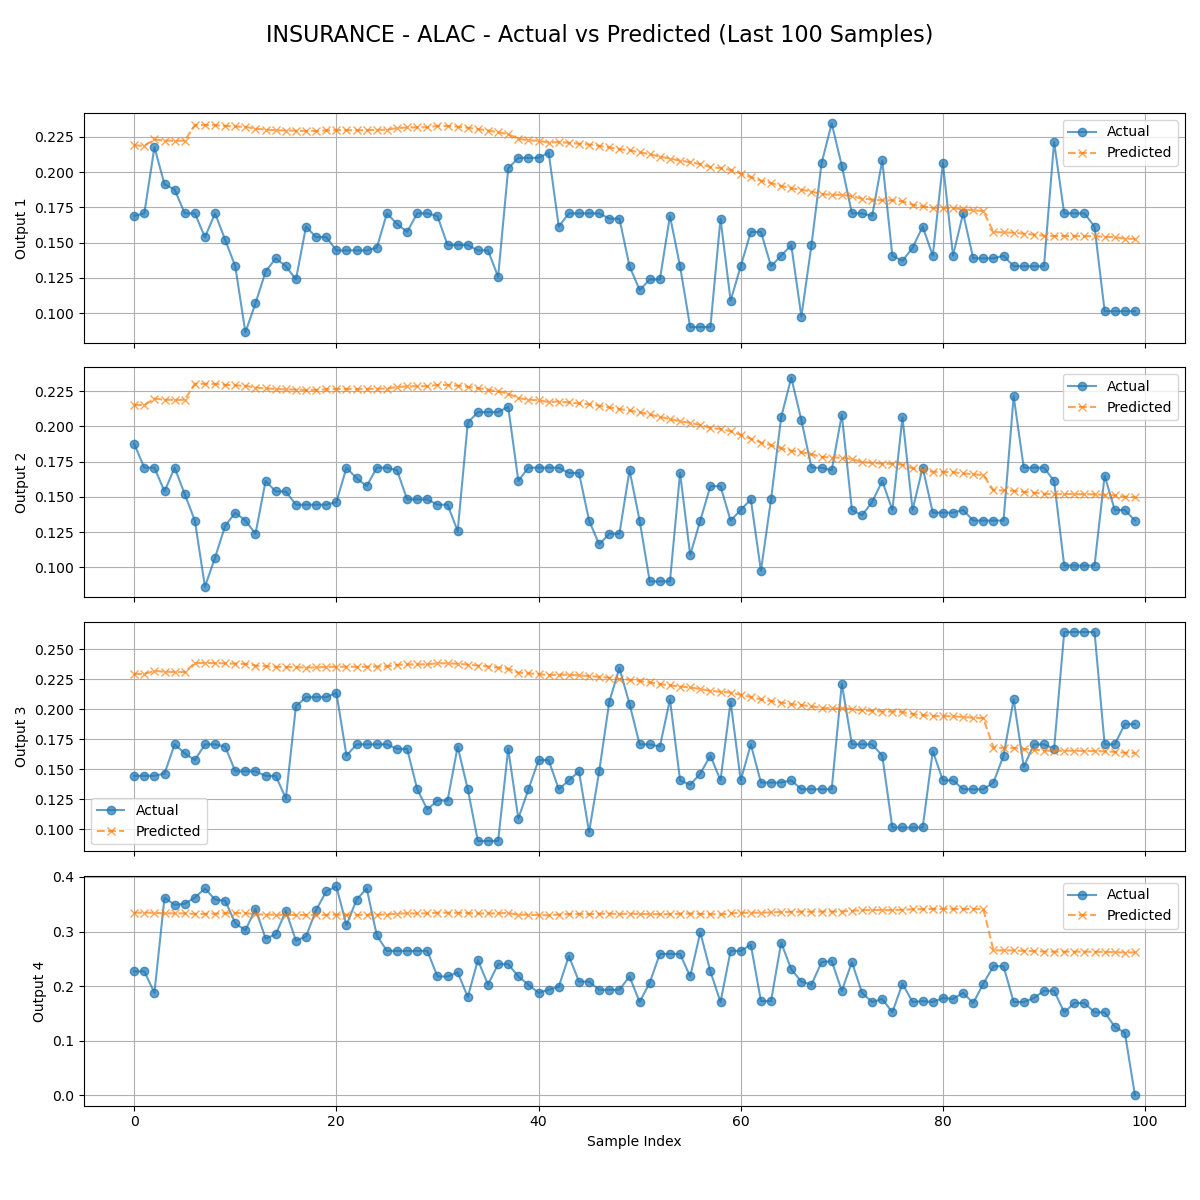 INSURANCE - ALAC - Actual vs Predicted (Last 100 Samples)
Output 1
0.225
0.200
0.175
0.150
0.125
0.100
Actual
Predicted
Output 2
0.225
0.200
0.175
0.150
0.125
0.100
Actual
Predicted
Output 3
0.250
0.225
0.200
0.175
0.150
0.125
0.100
Actual
Predicted
Output 4
0.4
0.3
0.2
0.1
0.0
Actual
Predicted
0 20 40 60 80 100
Sample Index